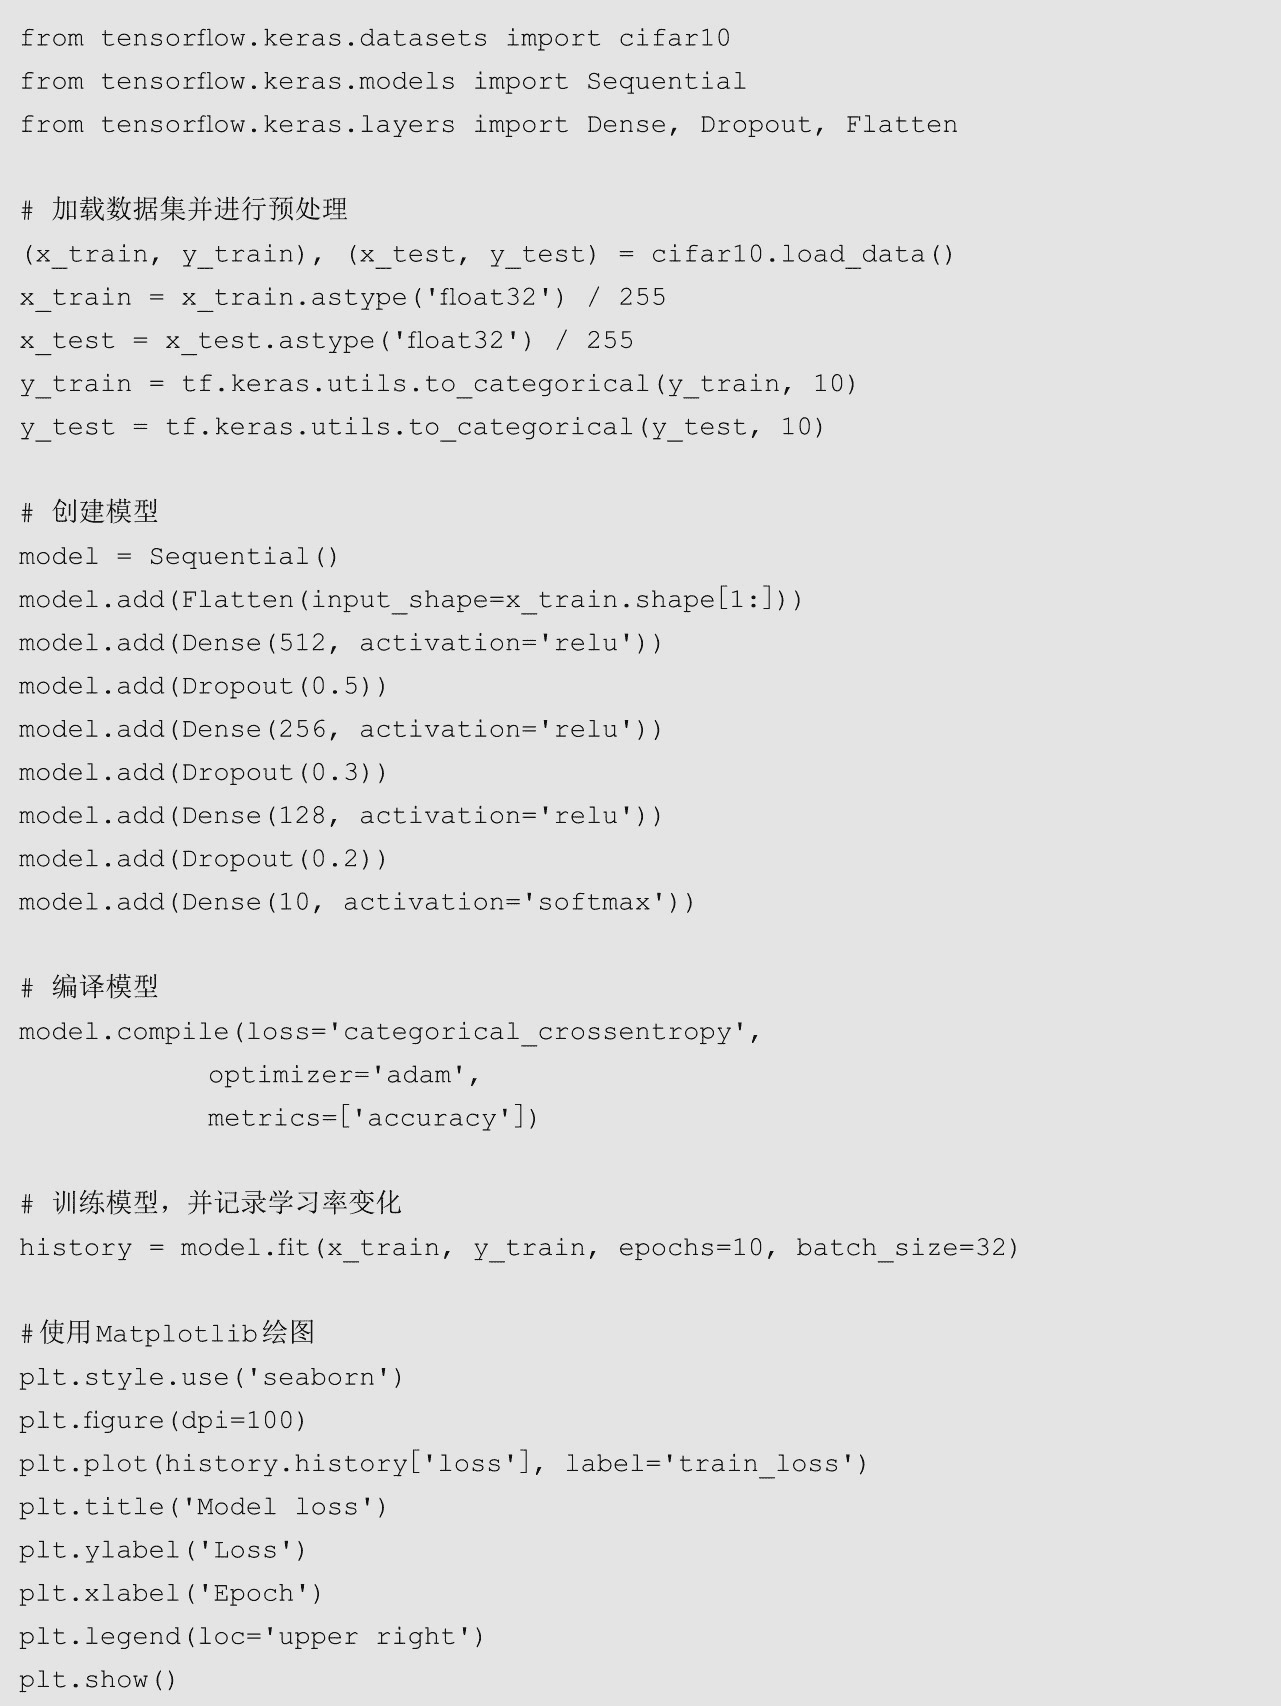 from tensorflow.keras.datasets import cifar10
from tensorflow.keras.models import Sequential
from tensorflow.keras.layers import Dense, Dropout, Flatten
# 加载数据集并进行预处理
(x_train, y_train), (x_test, y_test) = cifar10.load_data()
x_train = x_train.astype('float32') / 255
x_test = x_test.astype('float32') / 255
y_train = tf.keras.utils.to_categorical(y_train, 10)
y_test = tf.keras.utils.to_categorical(y_test, 10)
# 创建模型
model = Sequential()
model.add(Flatten(input_shape=x_train.shape[1:]))
model.add(Dense(512, activation='relu'))
model.add(Dropout(0.5))
model.add(Dense(256, activation='relu'))
model.add(Dropout(0.3))
model.add(Dense(128, activation='relu'))
model.add(Dropout(0.2))
model.add(Dense(10, activation='softmax'))
# 编译模型
model.compile(loss='categorical_crossentropy',
optimizer='adam',
metrics=['accuracy'])
# 训练模型，并记录学习率变化
history = model.fit(x_train, y_train, epochs=10, batch_size=32)
#使用Matplotlib绘图
plt.style.use('seaborn')
plt.figure(dpi=100)
plt.plot(history.history['loss'], label='train_loss')
plt.title('Model loss')
plt.ylabel('Loss')
plt.xlabel('Epoch')
plt.legend(loc='upper right')
plt.show()